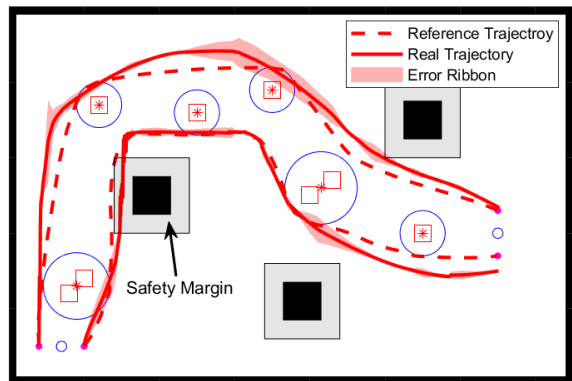 Reference Trajectroy
Real Trajectory
Error Ribbon
Safety Margin